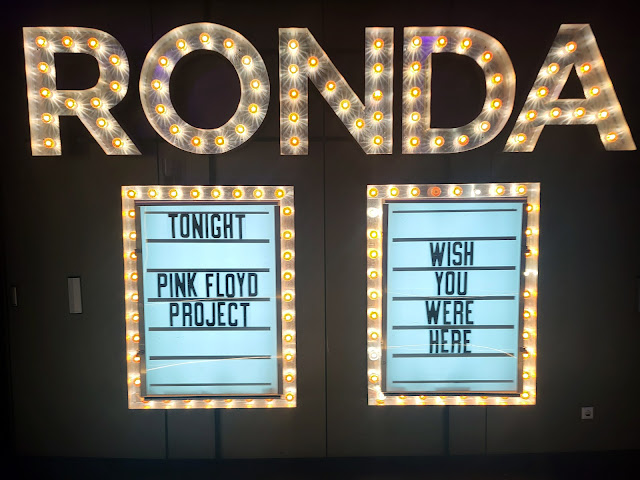 RONDA
TONIGHT
PINK FLOYD
PROJECT
WISH
YOU
WERE
HERE